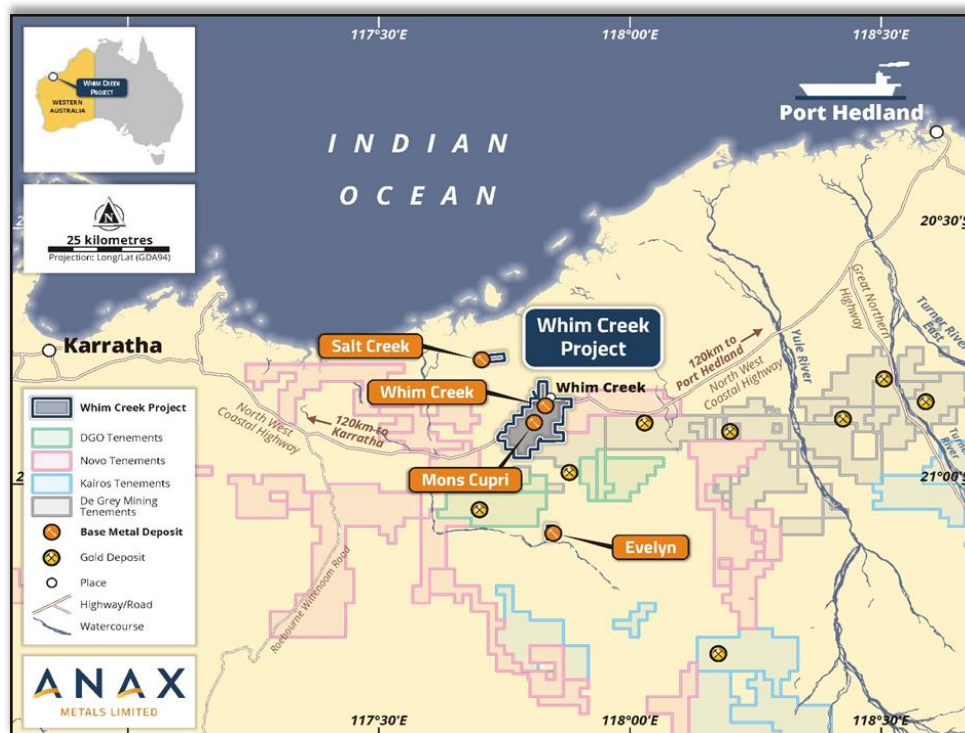 117°30'E
118°00'E
118°30'E
WHIM CREEK
PROJECT
WESTERN
AUSTRALIA
INDIAN
OCEAN
Port Hedland
N
25 kilometres
Projection: Long/Lat (GDA94)
20°30'S
Great Northern
Highway
Turner River
East
Yule River
Karratha
Salt Creek
Whim Creek
Project
120km to
Port Hedland
North West
Coastal Highway
Whim Creek
Whim Creek
North West
Coastal Highway
120km to
Karratha
Mons Cupri
Turner
River
21°00'S
Evelyn
Roebourne Wittenoom Road
Whim Creek Project
DGO Tenements
Novo Tenements
Kairos Tenements
De Grey Mining
Tenements
Base Metal Deposit
Gold Deposit
Place
Highway/Road
Watercourse
ANAX
METALS LIMITED
117°30'E
118°00'E
118°30'E